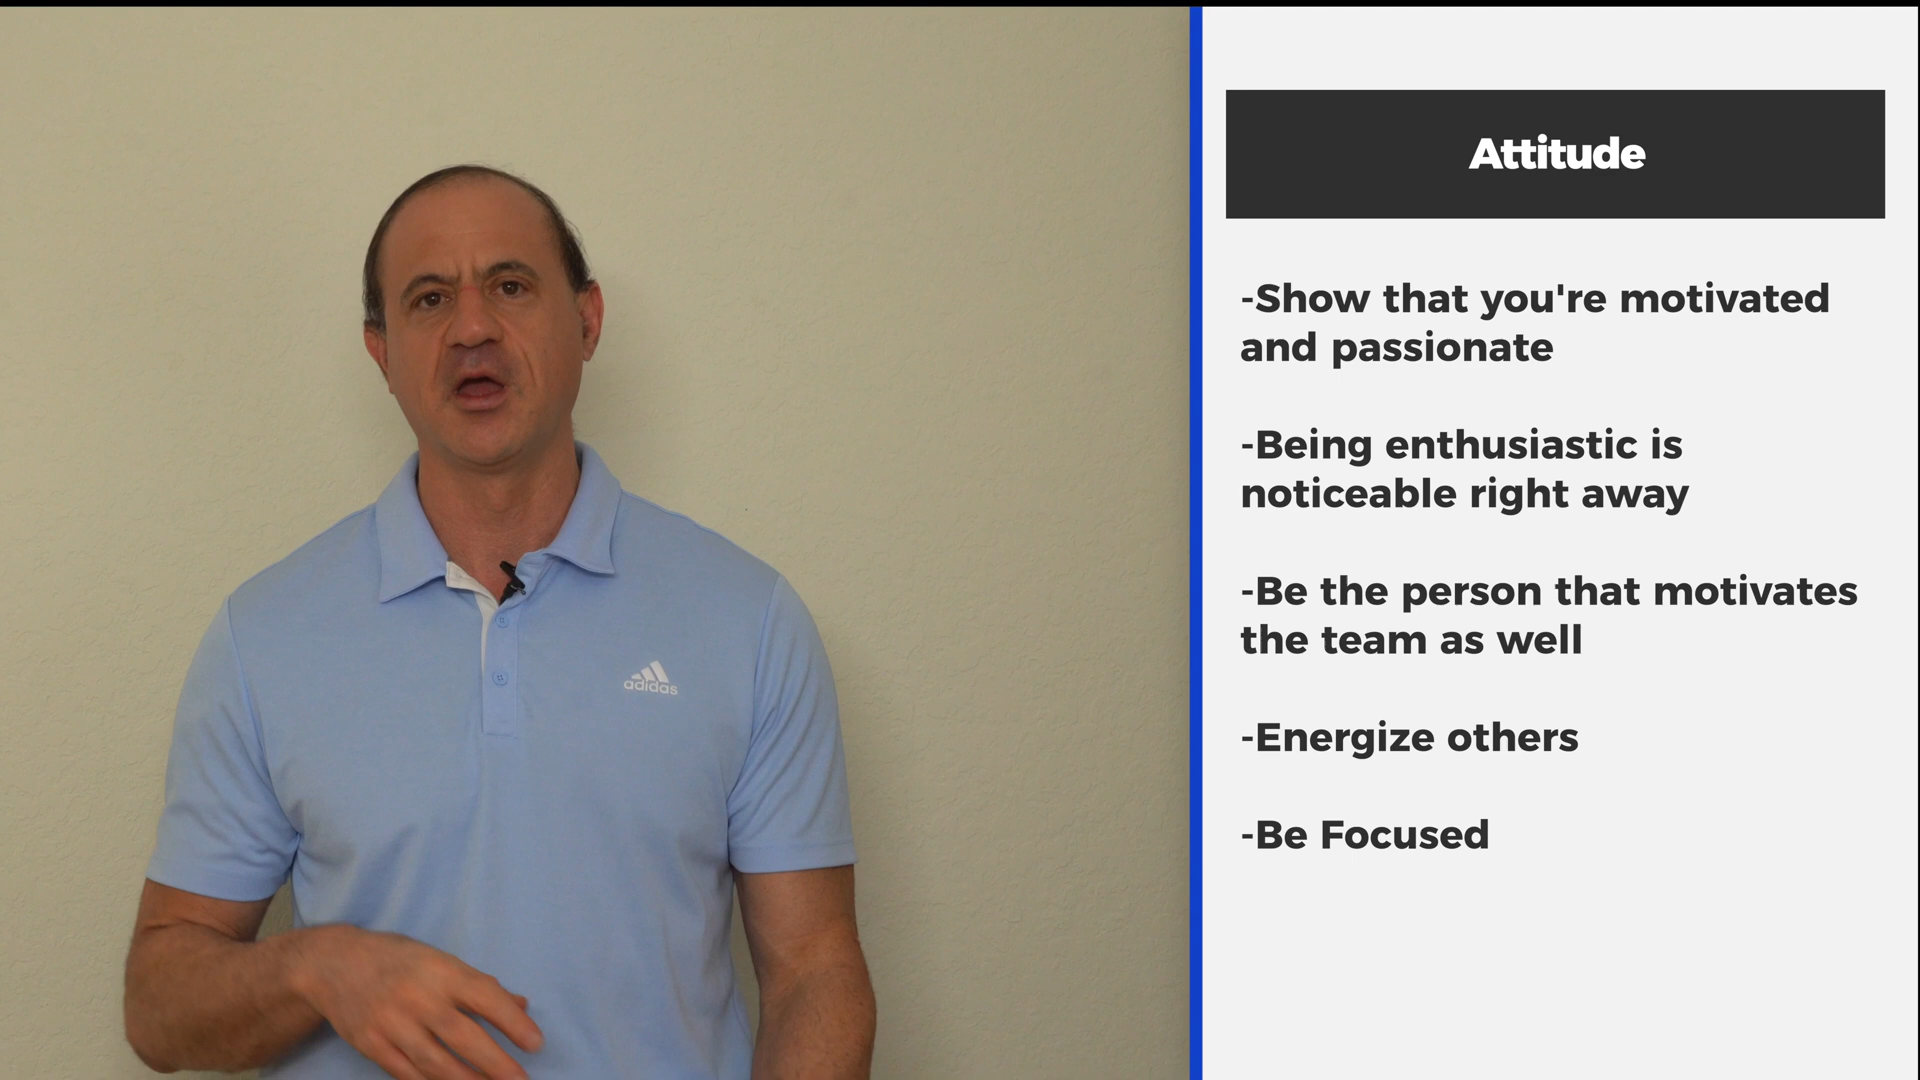 Attitude
-Show that you're motivated
and passionate
-Being enthusiastic is
noticeable right away
-Be the person that motivates
the team as well
-Energize others
-Be Focused
adidas